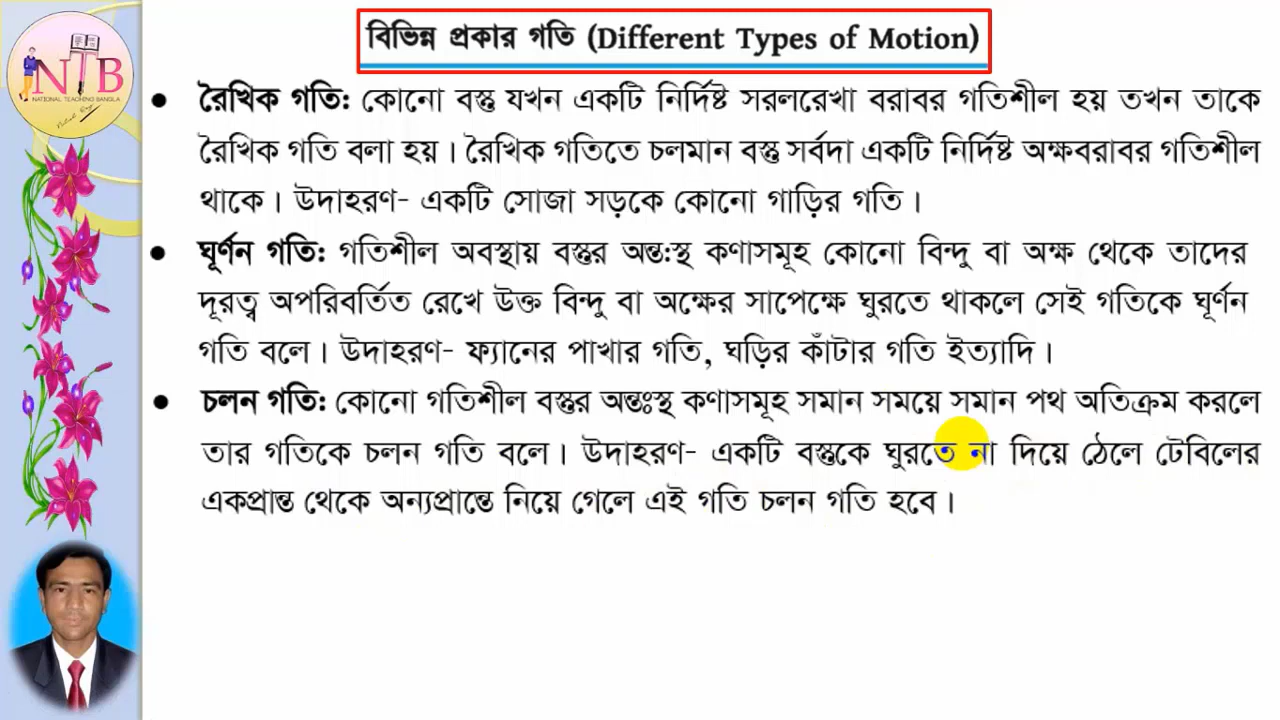 বিভিন্ন প্রকার গতি (Different Types of Motion)
NTB
NATIONAL TEACHING BANGLA
● রৈখিক গতি: কোনো বস্তু যখন একটি নির্দিষ্ট সরলরেখা বরাবর গতিশীল হয় তখন তাকে
রৈখিক গতি বলা হয়। রৈখিক গতিতে চলমান বস্তু সর্বদা একটি নির্দিষ্ট অক্ষবরাবর গতিশীল
থাকে। উদাহরণ- একটি সোজা সড়কে কোনো গাড়ির গতি।
● ঘূর্ণন গতি: গতিশীল অবস্থায় বস্তুর অন্ত:স্থ কণাসমূহ কোনো বিন্দু বা অক্ষ থেকে তাদের
দূরত্ব অপরিবর্তিত রেখে উক্ত বিন্দু বা অক্ষের সাপেক্ষে ঘুরতে থাকলে সেই গতিকে ঘূর্ণন
গতি বলে। উদাহরণ- ফ্যানের পাখার গতি, ঘড়ির কাঁটার গতি ইত্যাদি।
● চলন গতি: কোনো গতিশীল বস্তুর অন্তঃস্থ কণাসমূহ সমান সময়ে সমান পথ অতিক্রম করলে
তার গতিকে চলন গতি বলে। উদাহরণ- একটি বস্তুকে ঘুরতে না দিয়ে ঠেলে টেবিলের
একপ্রান্ত থেকে অন্যপ্রান্তে নিয়ে গেলে এই গতি চলন গতি হবে।